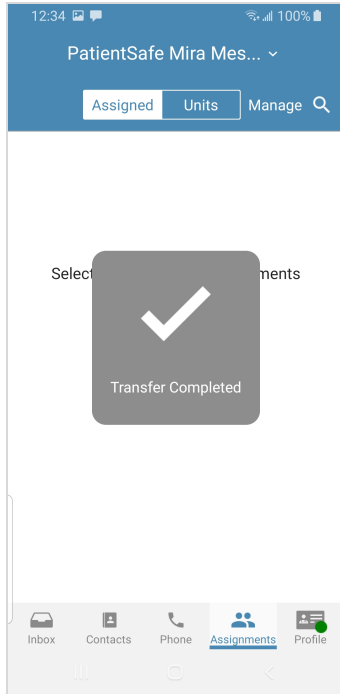 12:34 100%
PatientSafe Mira Mes...
Assigned Units Manage
Select ments
Transfer Completed
Inbox Contacts Phone Assignments Profile